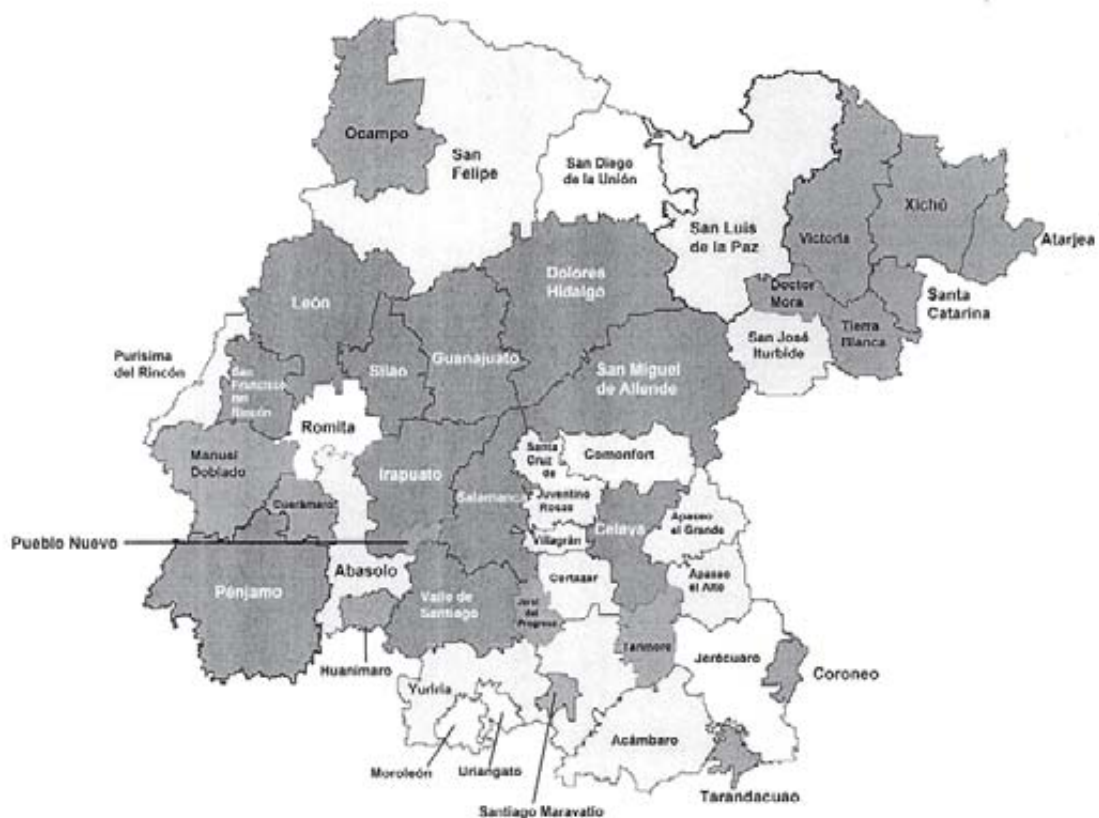 Ocampo
San
Felipe
San Diego
de la Unión
San Luis
de la Paz
Victoria
Xichú
Atarjea
Doctor
Mora
Santa
Catarina
Tierra
Blanca
San José
Iturbide
Dolores
Hidalgo
León
Guanajuato
Silao
San Miguel
de Allende
Purísima
del Rincón
San
Francisco
del
Rincón
Romita
Manuel
Doblado
Irapuato
Salamanca
Santa
Cruz
de
Juventino
Rosas
Comonfort
Cuerámaro
Villagrán
Celaya
Apaseo
el Grande
Pueblo Nuevo
Abasolo
Cortazar
Apaseo
el Alto
Pénjamo
Valle de
Santiago
Jaral
del
Progreso
Huanímaro
Tarimoro
Jerécuaro
Coroneo
Yuriria
Acámbaro
Moroleón
Uriangato
Tarandacuao
Santiago Maravatío